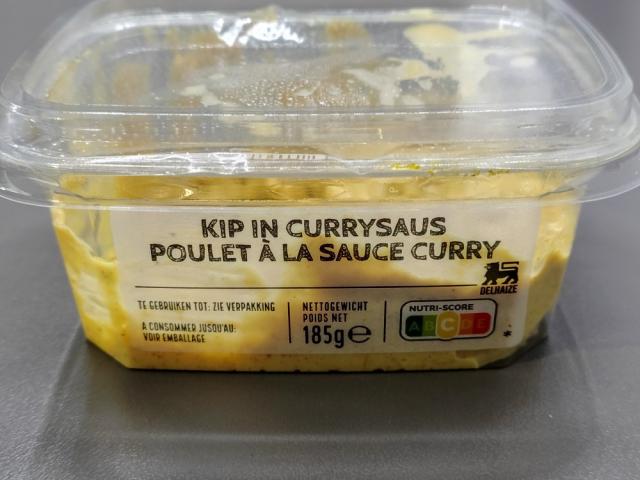 KIP IN CURRYSAUS
POULET À LA SAUCE CURRY
DELHAIZE
TE GEBRUIKEN TOT: ZIE VERPAKKING
A CONSOMMER JUSQU'AU:
VOIR EMBALLAGE
NETTOGEWICHT
POIDS NET
185g℮
NUTRI-SCORE
A B C D E
*